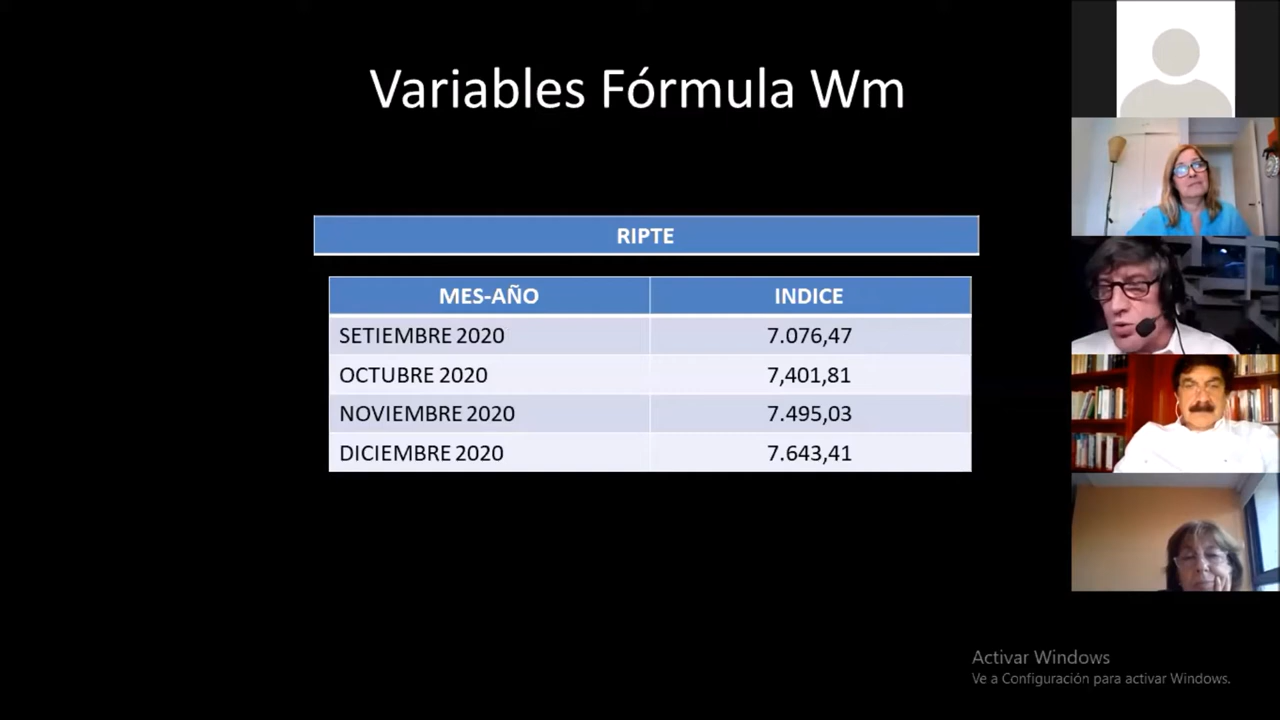 Variables Fórmula Wm
RIPTE
MES-AÑO INDICE
SETIEMBRE 2020 7.076,47
OCTUBRE 2020 7,401,81
NOVIEMBRE 2020 7.495,03
DICIEMBRE 2020 7.643,41
Activar Windows
Ve a Configuración para activar Windows.